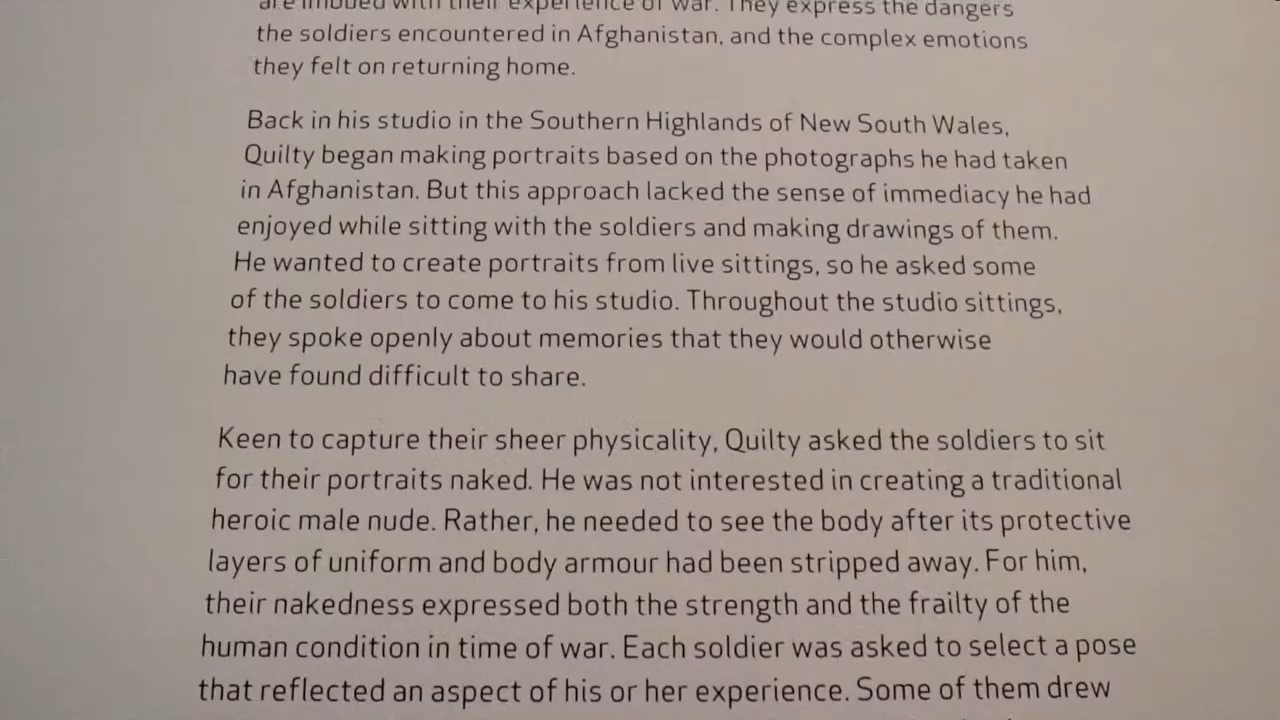 are imbued with their experience of war. They express the dangers
the soldiers encountered in Afghanistan, and the complex emotions
they felt on returning home.
Back in his studio in the Southern Highlands of New South Wales,
Quilty began making portraits based on the photographs he had taken
in Afghanistan. But this approach lacked the sense of immediacy he had
enjoyed while sitting with the soldiers and making drawings of them.
He wanted to create portraits from live sittings, so he asked some
of the soldiers to come to his studio. Throughout the studio sittings,
they spoke openly about memories that they would otherwise
have found difficult to share.
Keen to capture their sheer physicality, Quilty asked the soldiers to sit
for their portraits naked. He was not interested in creating a traditional
heroic male nude. Rather, he needed to see the body after its protective
layers of uniform and body armour had been stripped away. For him,
their nakedness expressed both the strength and the frailty of the
human condition in time of war. Each soldier was asked to select a pose
that reflected an aspect of his or her experience. Some of them drew